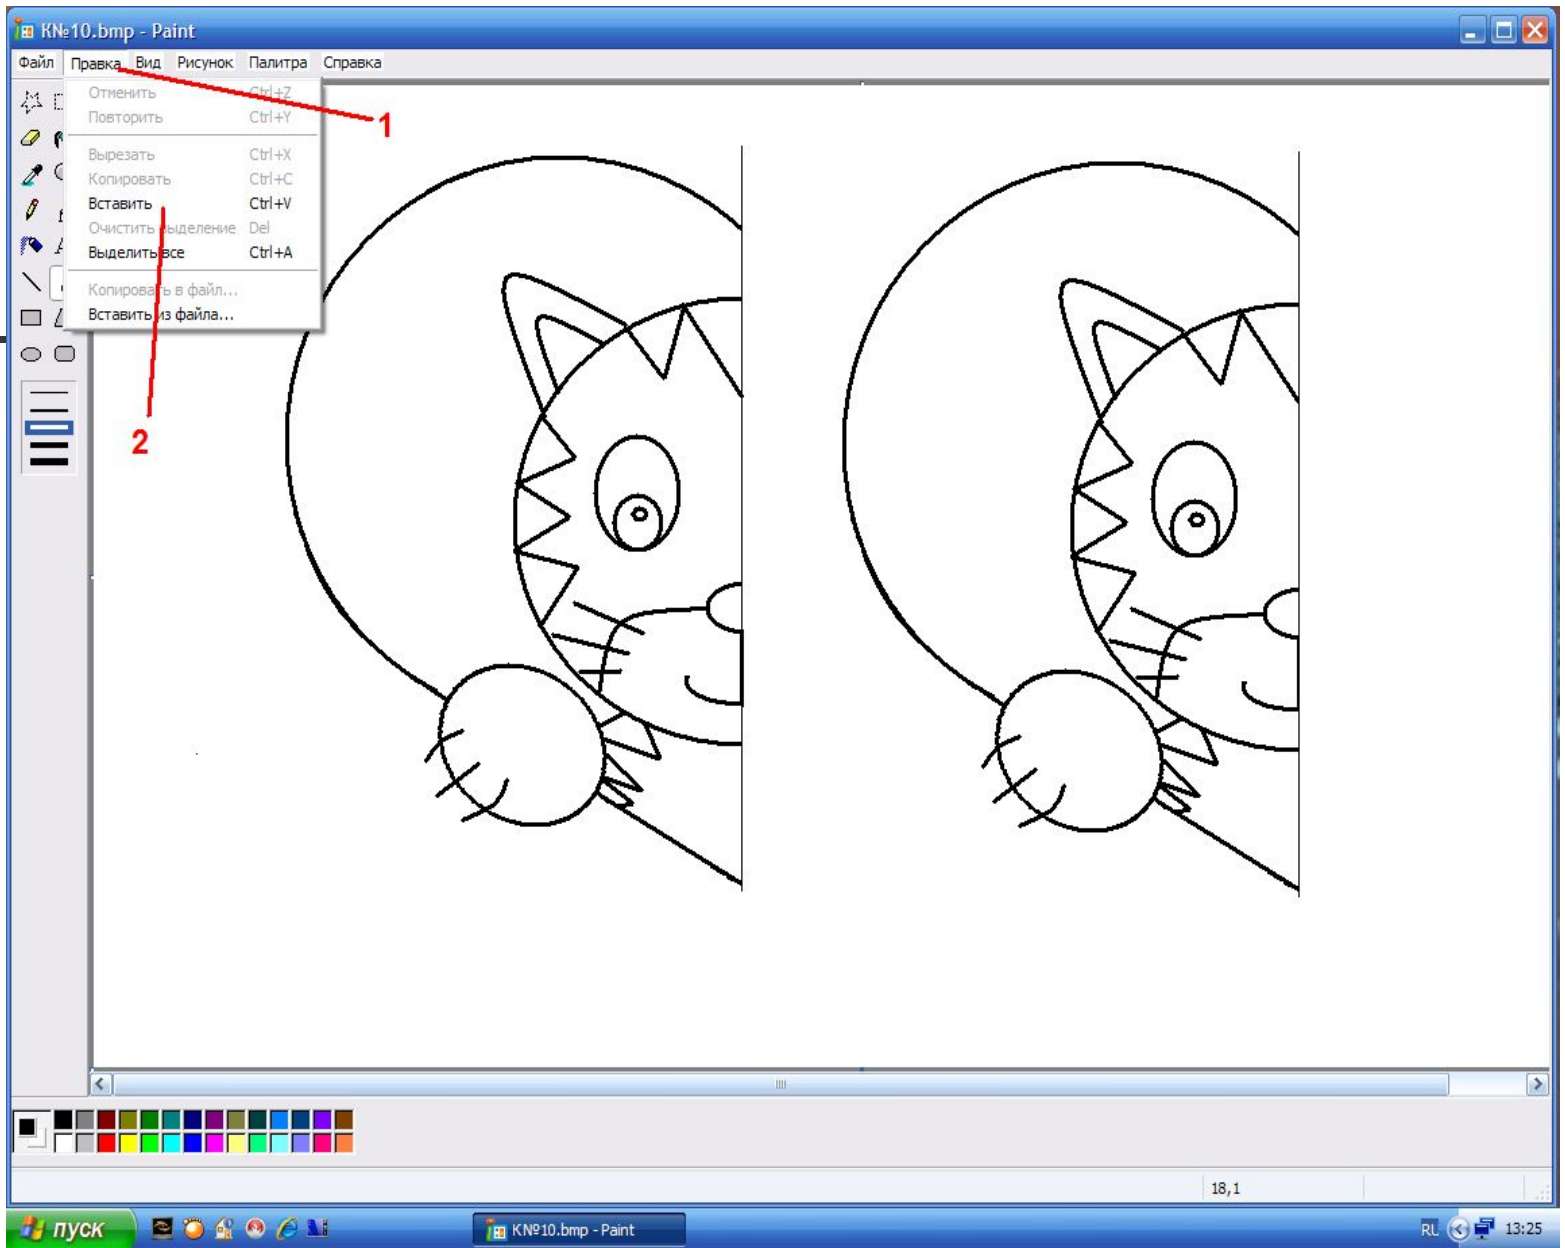 K№10.bmp - Paint
Файл Правка Вид Рисунок Палитра Справка
Отменить Ctrl+Z
Повторить Ctrl+Y
1
Вырезать Ctrl+X
Копировать Ctrl+C
Вставить Ctrl+V
Очистить выделение Del
Выделить все Ctrl+A
Копировать в файл...
Вставить из файла...
2
18,1
пуск
K№10.bmp - Paint
RU
13:25